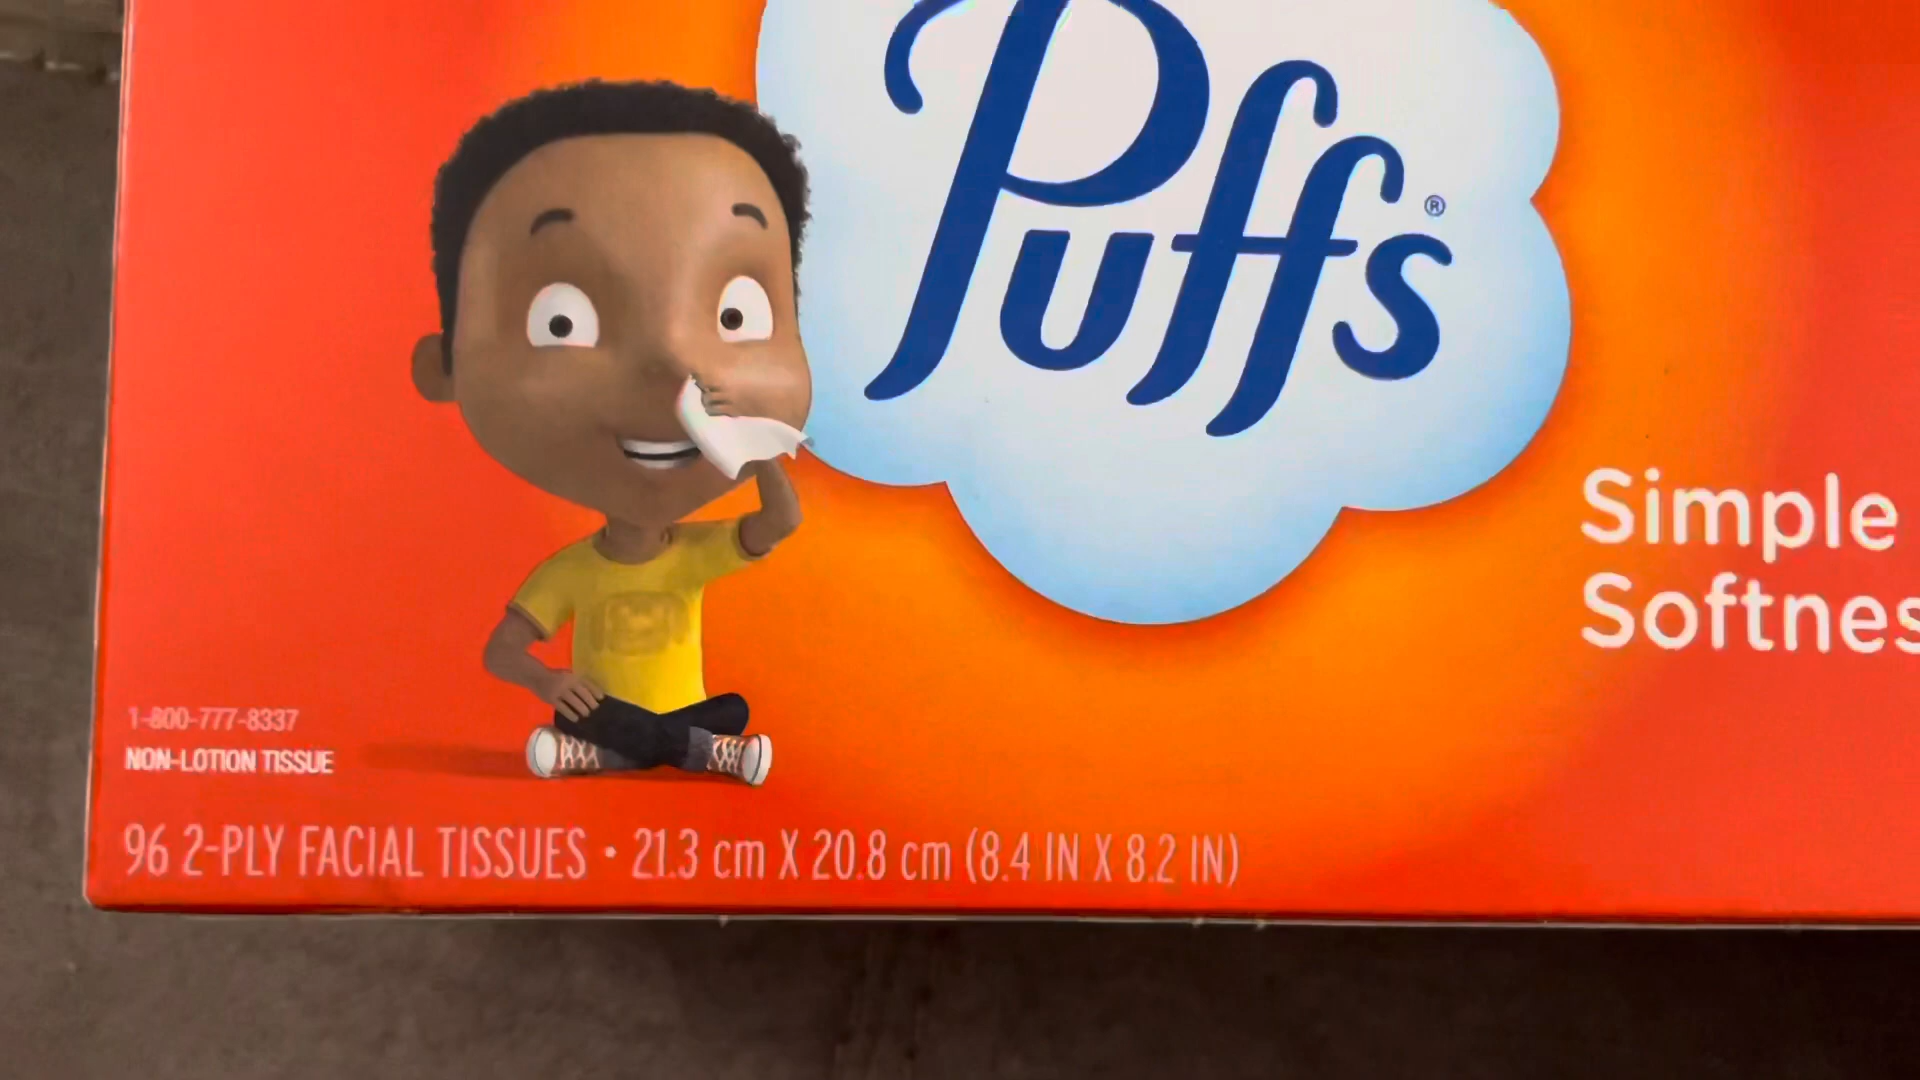 Puffs®
Simple
Softnes
1-800-777-8337
NON-LOTION TISSUE
96 2-PLY FACIAL TISSUES • 21.3 cm X 20.8 cm (8.4 IN X 8.2 IN)